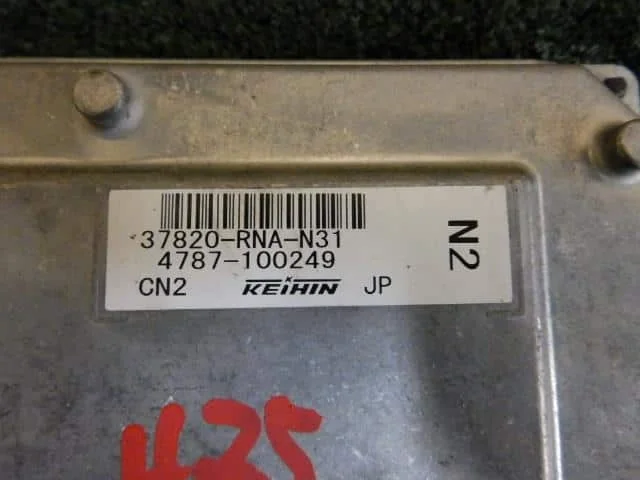 37820-RNA-N31
4787-100249
CN2 KEIHIN JP
N2